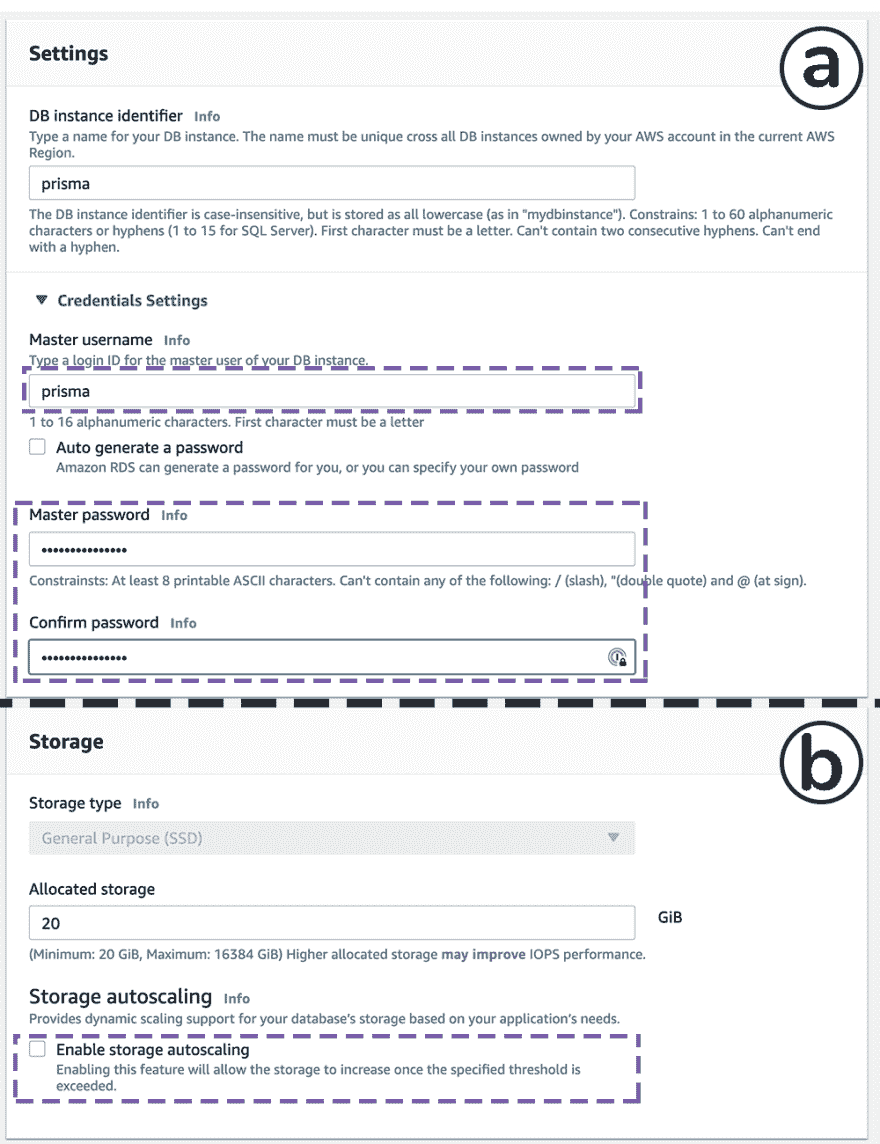 Settings
a
DB instance identifier Info
Type a name for your DB instance. The name must be unique cross all DB instances owned by your AWS account in the current AWS
Region.
prisma
The DB instance identifier is case-insensitive, but is stored as all lowercase (as in "mydbinstance"). Constrains: 1 to 60 alphanumeric
characters or hyphens (1 to 15 for SQL Server). First character must be a letter. Can't contain two consecutive hyphens. Can't end
with a hyphen.
Credentials Settings
Master username Info
Type a login ID for the master user of your DB instance.
prisma
1 to 16 alphanumeric characters. First character must be a letter
Auto generate a password
Amazon RDS can generate a password for you, or you can specify your own password
Master password Info
•••••••••••••••
Constrainsts: At least 8 printable ASCII characters. Can't contain any of the following: / (slash), "(double quote) and @ (at sign).
Confirm password Info
•••••••••••••••
Storage
b
Storage type Info
General Purpose (SSD)
Allocated storage
20
GiB
(Minimum: 20 GiB, Maximum: 16384 GiB) Higher allocated storage may improve IOPS performance.
Storage autoscaling Info
Provides dynamic scaling support for your database's storage based on your application's needs.
Enable storage autoscaling
Enabling this feature will allow the storage to increase once the specified threshold is
exceeded.